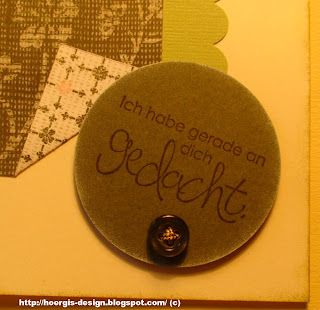 Ich habe gerade an
dich
gedacht.
http://hoergis-design.blogspot.com/ (c)